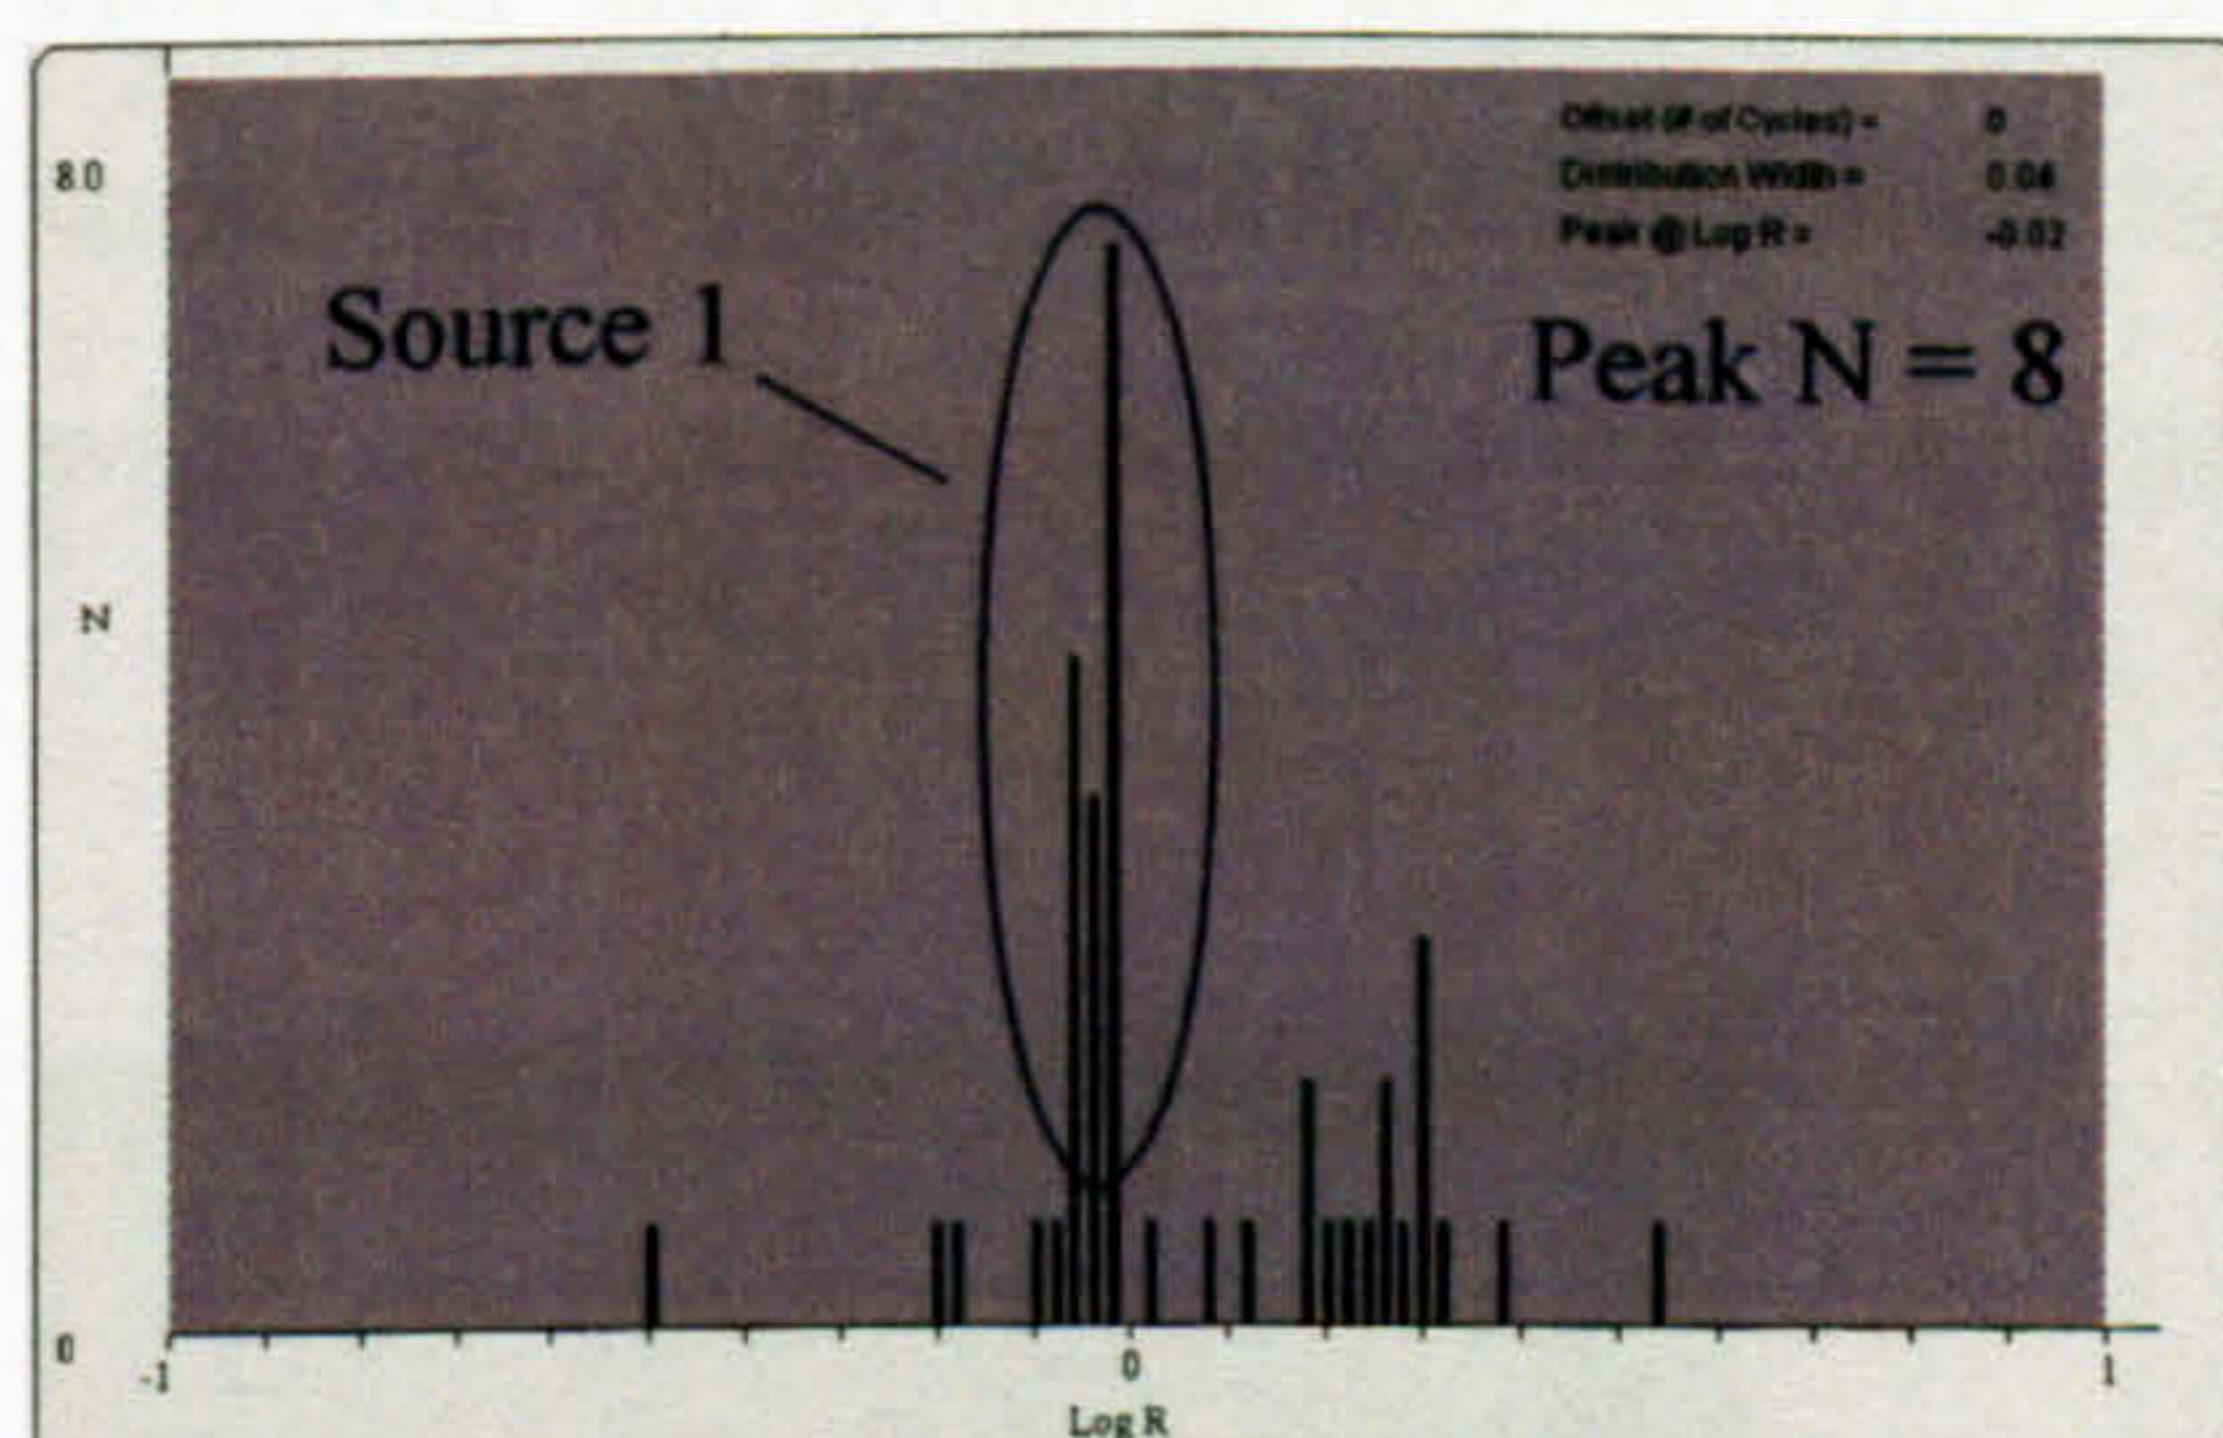 Offset (# of Cycles) = 0
8.0
Distribution Width = 0.04
Peak @ Log R = -0.02
Source 1
Peak N = 8
N
0
-1
0
1
Log R